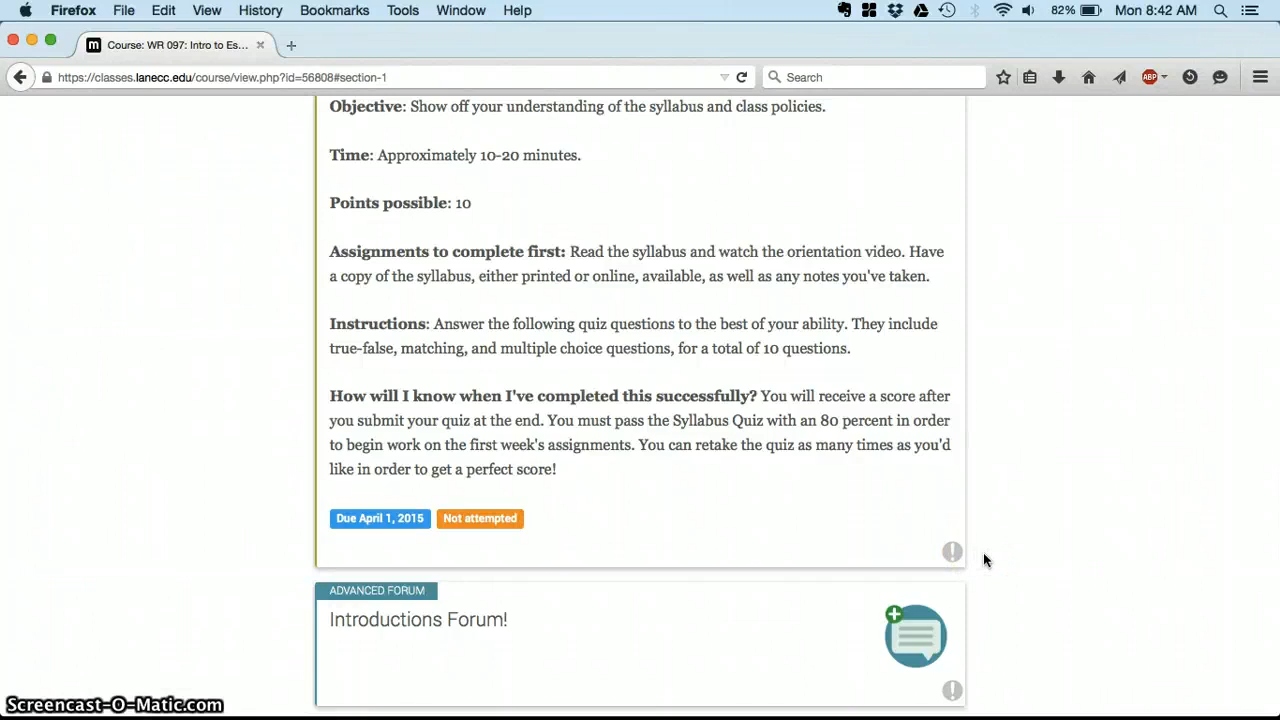 Firefox File Edit View History Bookmarks Tools Window Help 82% Mon 8:42 AM
m Course: WR 097: Intro to Es...
https://classes.lanecc.edu/course/view.php?id=56808#section-1 Search ABP
Objective: Show off your understanding of the syllabus and class policies.
Time: Approximately 10-20 minutes.
Points possible: 10
Assignments to complete first: Read the syllabus and watch the orientation video. Have
a copy of the syllabus, either printed or online, available, as well as any notes you've taken.
Instructions: Answer the following quiz questions to the best of your ability. They include
true-false, matching, and multiple choice questions, for a total of 10 questions.
How will I know when I've completed this successfully? You will receive a score after
you submit your quiz at the end. You must pass the Syllabus Quiz with an 80 percent in order
to begin work on the first week's assignments. You can retake the quiz as many times as you'd
like in order to get a perfect score!
Due April 1, 2015 Not attempted
ADVANCED FORUM
Introductions Forum!
Screencast-O-Matic.com